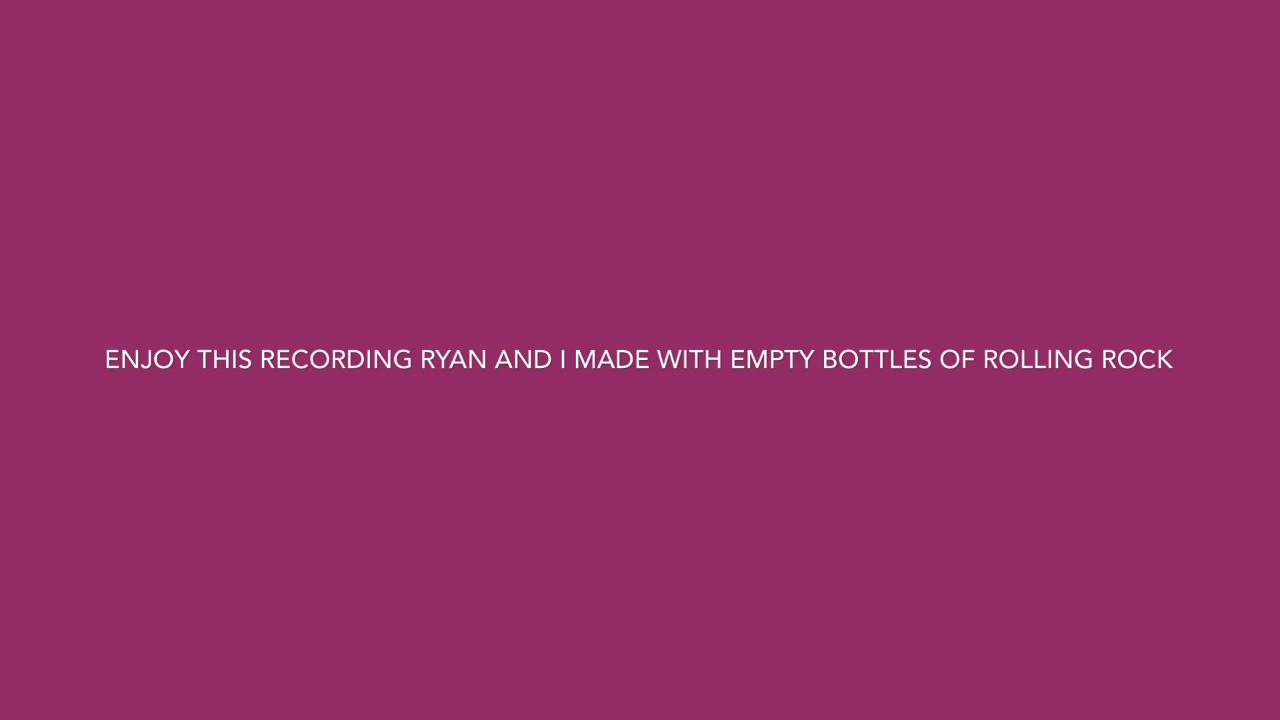 ENJOY THIS RECORDING RYAN AND I MADE WITH EMPTY BOTTLES OF ROLLING ROCK